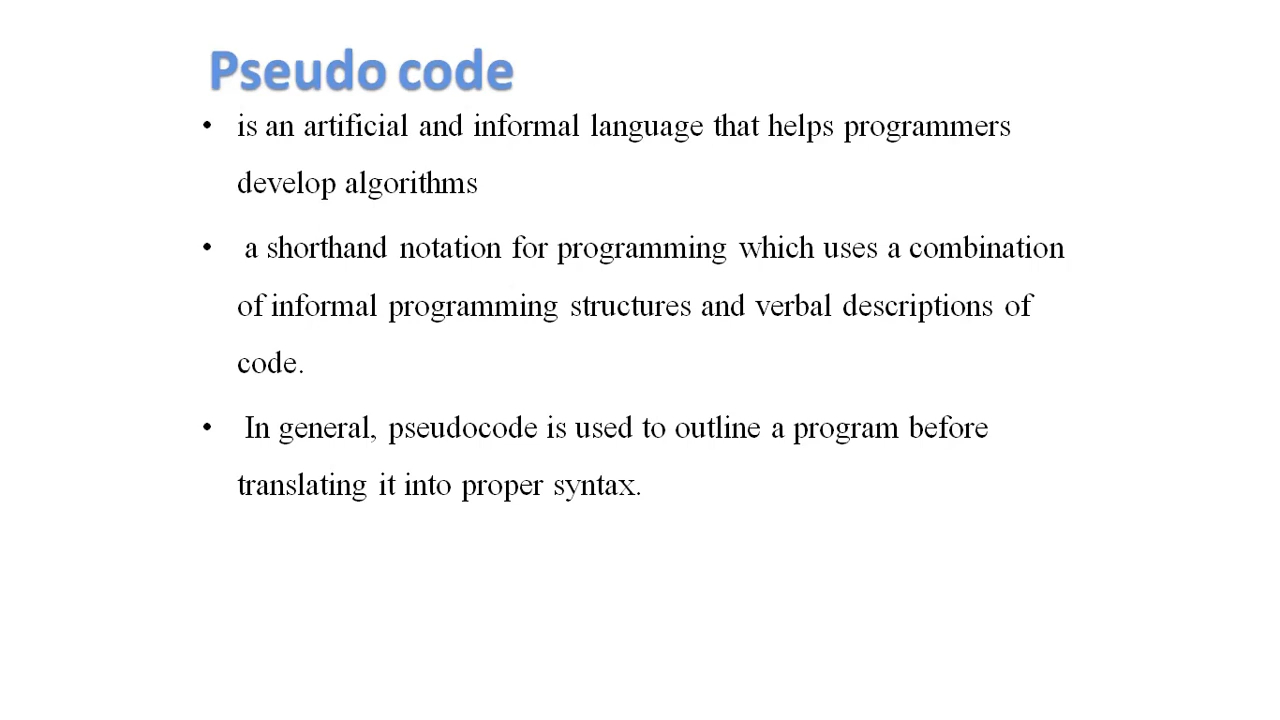 Pseudo code
• is an artificial and informal language that helps programmers
develop algorithms
• a shorthand notation for programming which uses a combination
of informal programming structures and verbal descriptions of
code.
• In general, pseudocode is used to outline a program before
translating it into proper syntax.